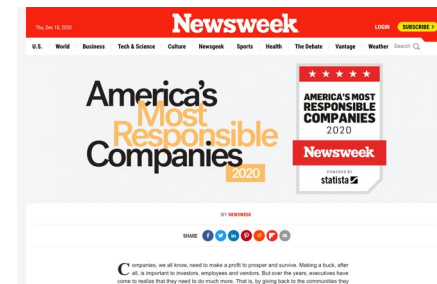 Thu, Dec 10, 2020
Newsweek
LOGIN
SUBSCRIBE >
U.S. World Business Tech & Science Culture Newsgeek Sports Health The Debate Vantage Weather Search
America's
Most
Responsible
Companies
2020
AMERICA'S MOST
RESPONSIBLE
COMPANIES
2020
Newsweek
POWERED BY
statista
BY NEWSWEEK
SHARE
Companies, we all know, need to make a profit to prosper and survive. Making a buck, after
all, is important to investors, employees and vendors. But over the years, executives have
come to realize that they need to do much more. That is, by giving back to the communities they